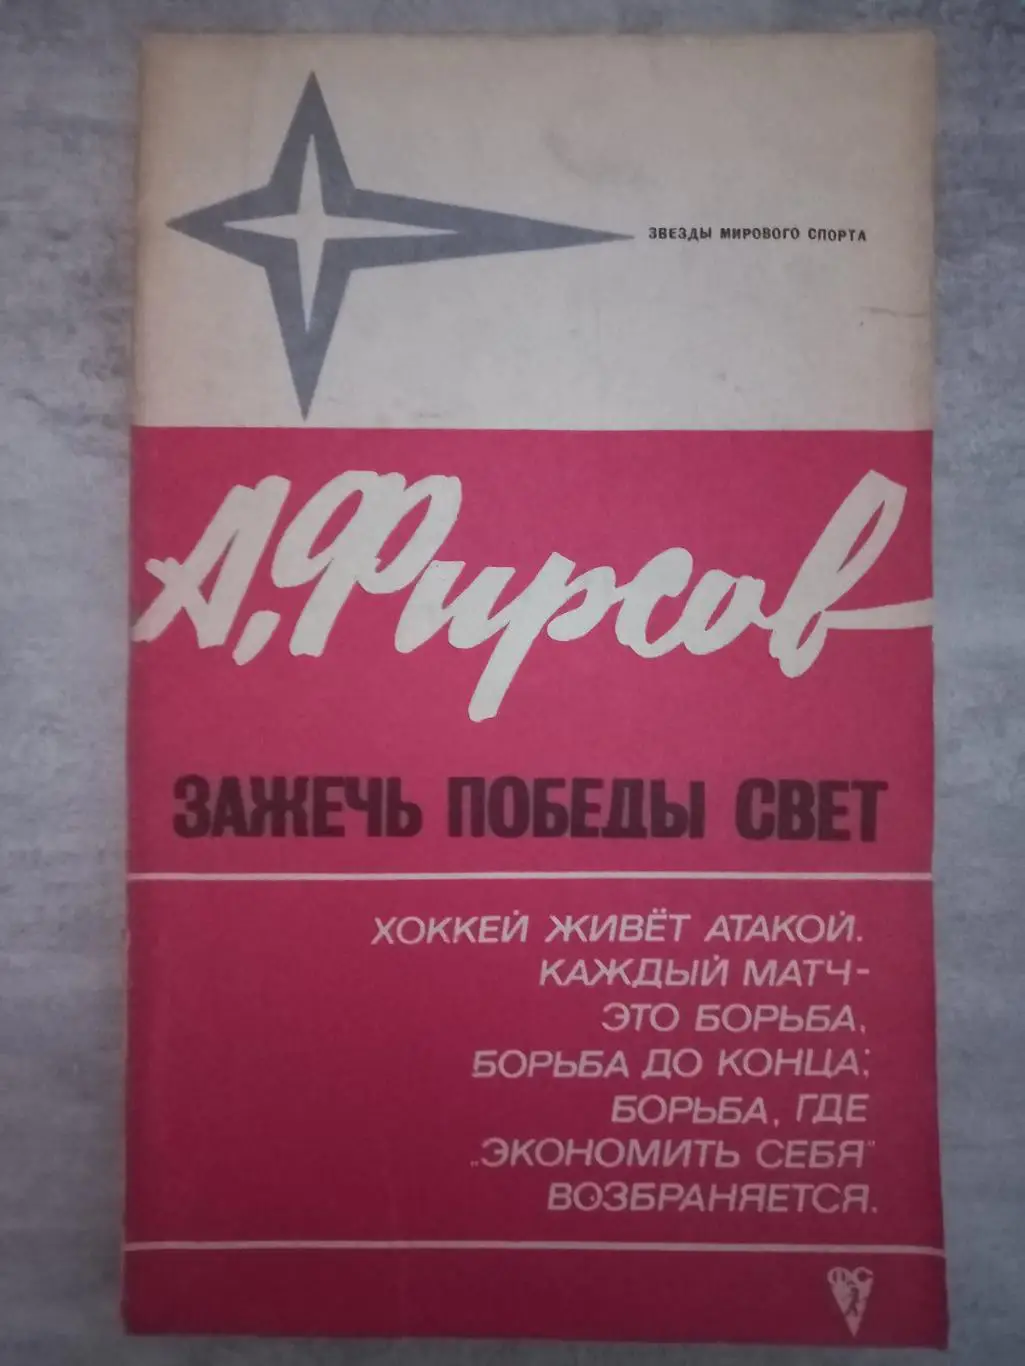 ЗВЕЗДЫ МИРОВОГО СПОРТА
А. Фирсов
ЗАЖЕЧЬ ПОБЕДЫ СВЕТ
ХОККЕЙ ЖИВЁТ АТАКОЙ.
КАЖДЫЙ МАТЧ-
ЭТО БОРЬБА,
БОРЬБА ДО КОНЦА;
БОРЬБА, ГДЕ
„ЭКОНОМИТЬ СЕБЯ"
ВОЗБРАНЯЕТСЯ.
ФС